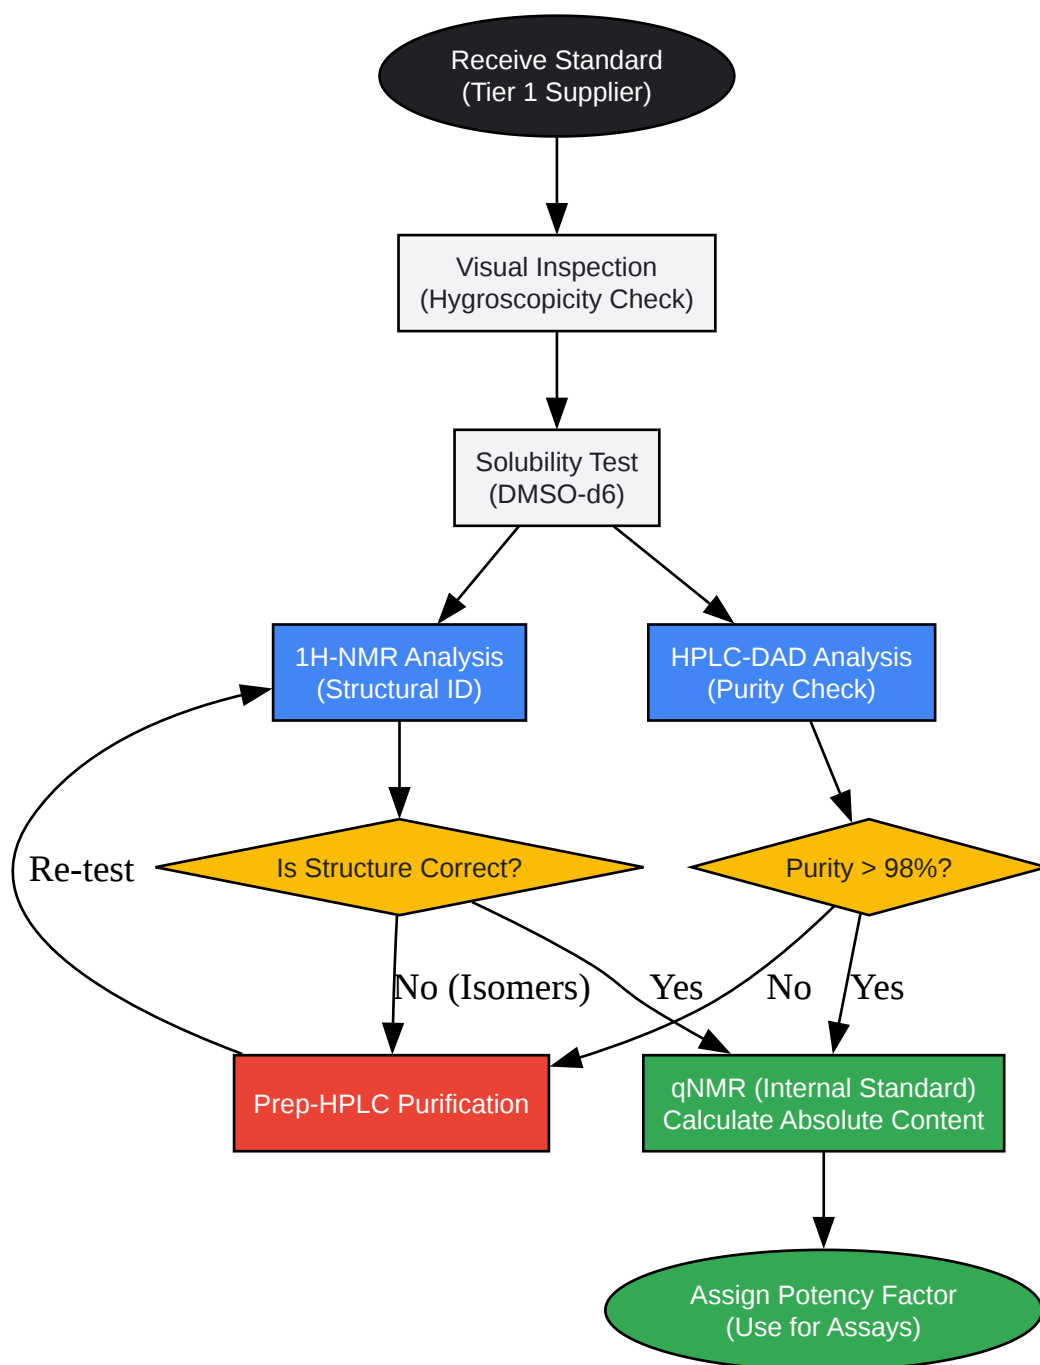 Receive Standard
(Tier 1 Supplier)
Visual Inspection
(Hygroscopicity Check)
Solubility Test
(DMSO-d6)
1H-NMR Analysis
(Structural ID)
HPLC-DAD Analysis
(Purity Check)
Re-test
Is Structure Correct?
Purity > 98%?
No (Isomers)
Yes
No
Yes
Prep-HPLC Purification
qNMR (Internal Standard)
Calculate Absolute Content
Assign Potency Factor
(Use for Assays)